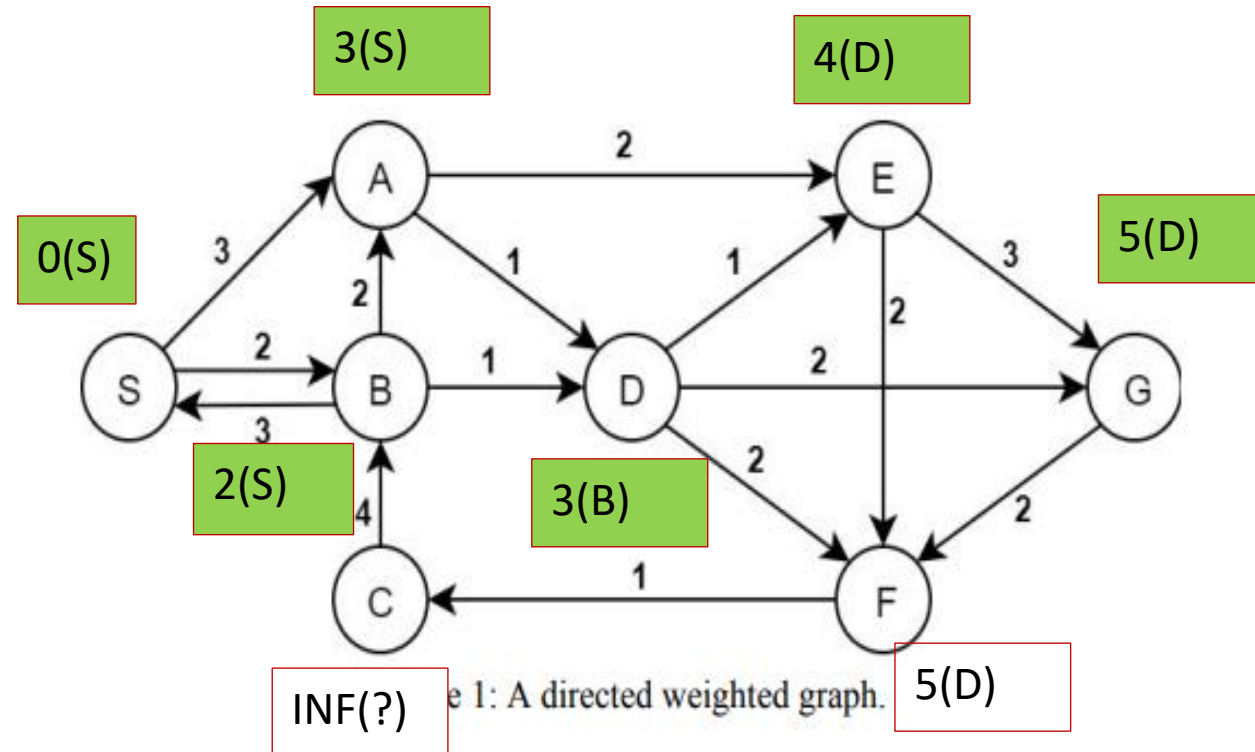 3(S)
4(D)
A
2
E
0(S)
3
1
1
3
5(D)
2
2
S
2
B
1
D
2
G
3
2(S)
4
3(B)
2
2
C
1
F
INF(?)
e 1: A directed weighted graph.
5(D)